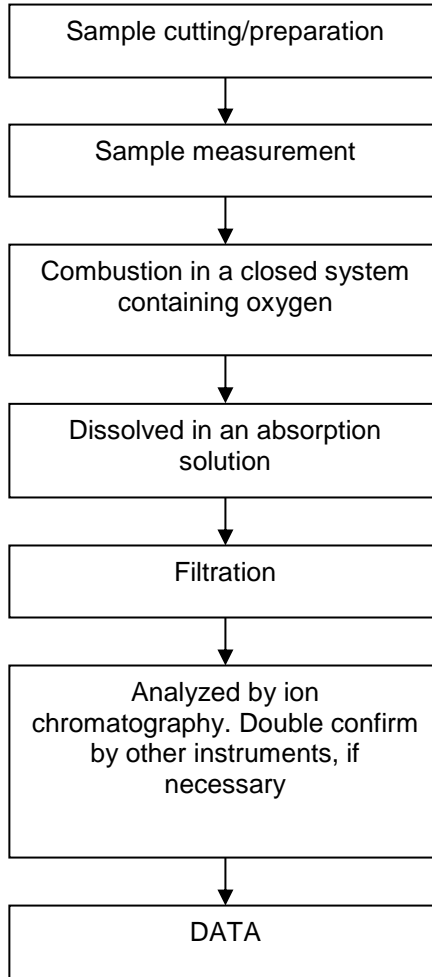 Sample cutting/preparation
Sample measurement
Combustion in a closed system
containing oxygen
Dissolved in an absorption
solution
Filtration
Analyzed by ion
chromatography. Double confirm
by other instruments, if
necessary
DATA